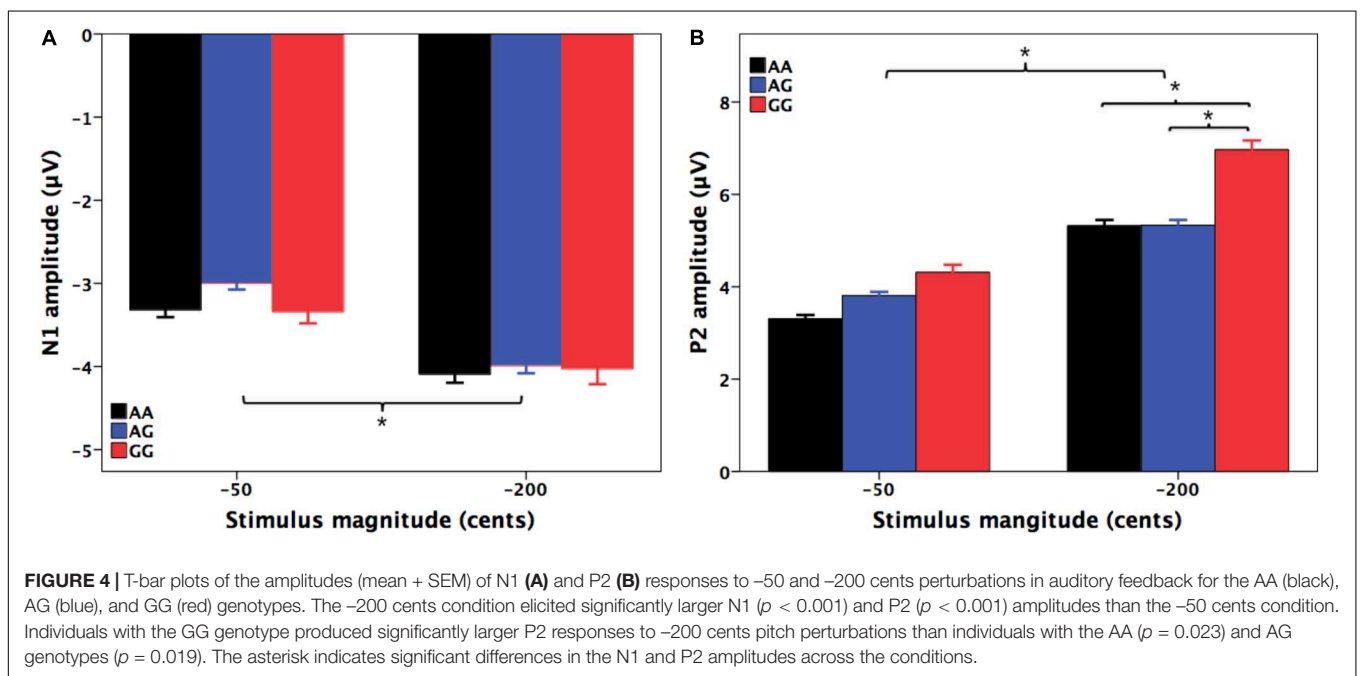 A
0
-1
-2
-3
-4
-5
N1 amplitude (µV)
AA
AG
GG
*
-50
-200
Stimulus magnitude (cents)
B
AA
AG
GG
*
*
*
8
6
4
2
0
P2 amplitude (µV)
-50
-200
Stimulus mangitude (cents)
FIGURE 4 | T-bar plots of the amplitudes (mean + SEM) of N1 (A) and P2 (B) responses to –50 and –200 cents perturbations in auditory feedback for the AA (black),
AG (blue), and GG (red) genotypes. The –200 cents condition elicited significantly larger N1 (p < 0.001) and P2 (p < 0.001) amplitudes than the –50 cents condition.
Individuals with the GG genotype produced significantly larger P2 responses to –200 cents pitch perturbations than individuals with the AA (p = 0.023) and AG
genotypes (p = 0.019). The asterisk indicates significant differences in the N1 and P2 amplitudes across the conditions.